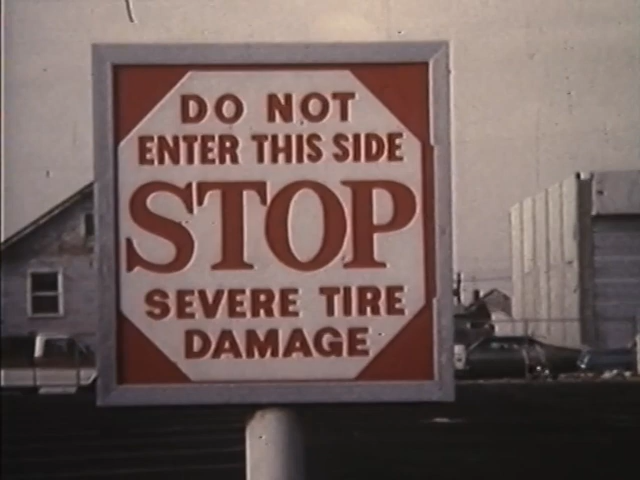 DO NOT
ENTER THIS SIDE
STOP
SEVERE TIRE
DAMAGE